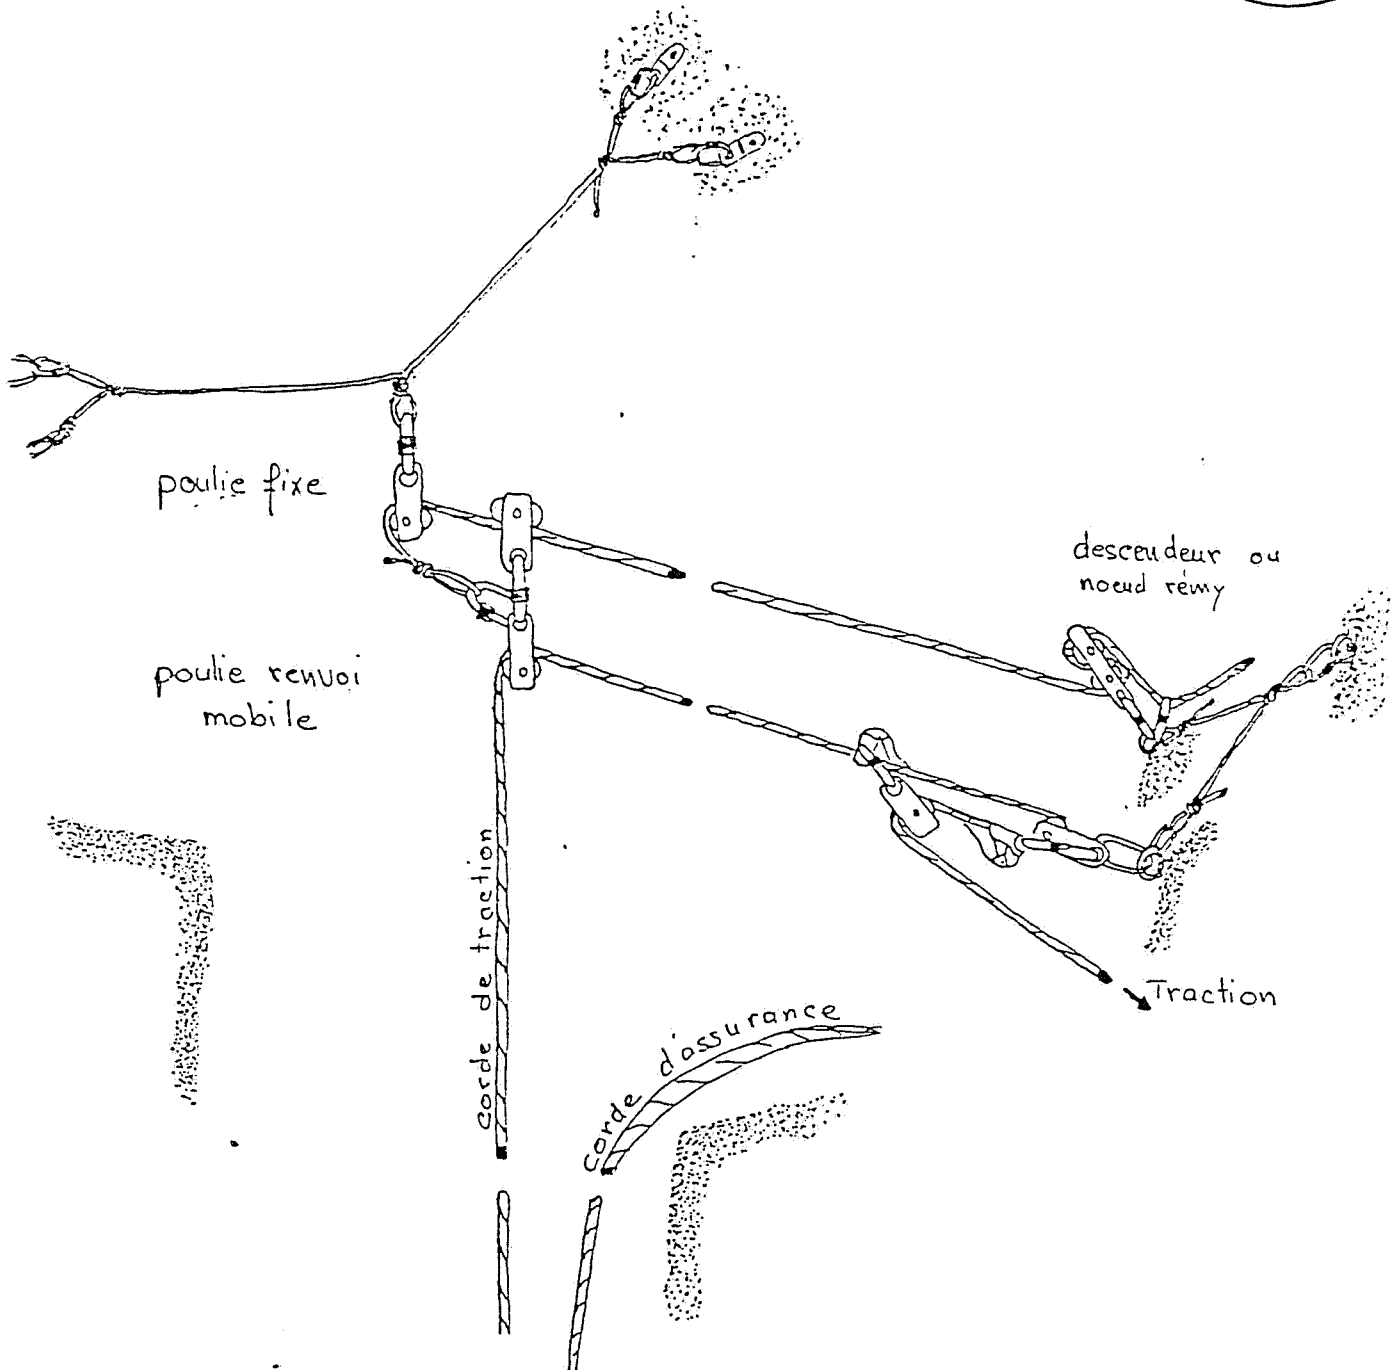 poulie fixe
descendeur ou
noeud rémy
poulie renvoi
mobile
corde de traction
Traction
corde d'assurance